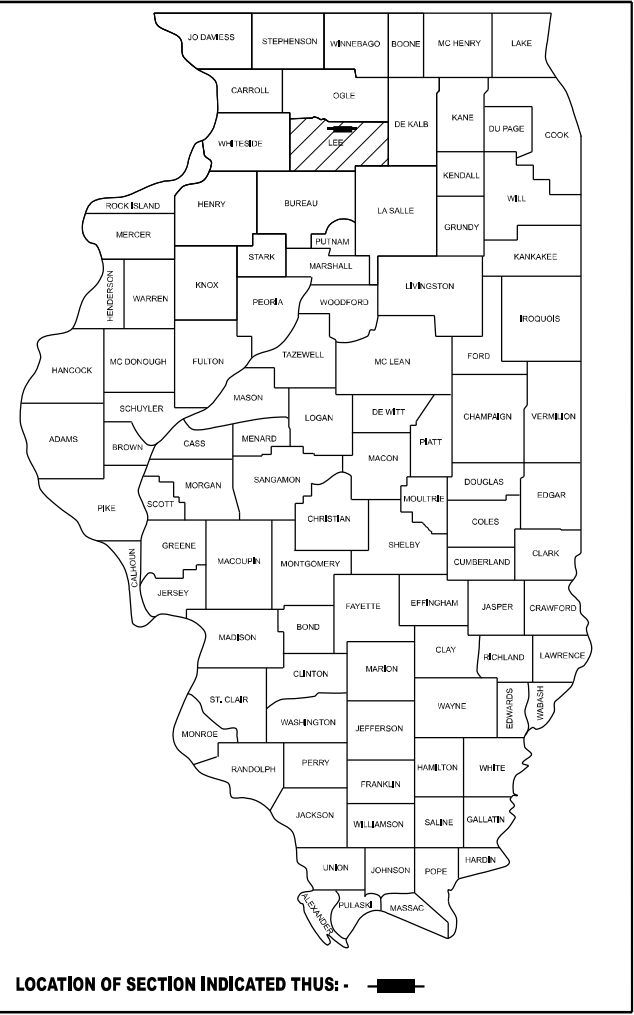 JO DAVIESS
STEPHENSON
WINNEBAGO
BOONE
MC HENRY
LAKE
CARROLL
OGLE
DE KALB
KANE
DU PAGE
COOK
WHITESIDE
LEE
KENDALL
WILL
ROCK ISLAND
HENRY
BUREAU
LA SALLE
GRUNDY
MERCER
PUTNAM
STARK
MARSHALL
KANKAKEE
HENDERSON
WARREN
KNOX
PEORIA
WOODFORD
LIVINGSTON
IROQUOIS
HANCOCK
MC DONOUGH
FULTON
TAZEWELL
MC LEAN
FORD
SCHUYLER
MASON
LOGAN
DE WITT
CHAMPAIGN
VERMILION
ADAMS
BROWN
CASS
MENARD
PIATT
MACON
PIKE
SCOTT
MORGAN
SANGAMON
CHRISTIAN
MOULTRIE
DOUGLAS
EDGAR
COLES
CALHOUN
GREENE
MACOUPIN
MONTGOMERY
SHELBY
CUMBERLAND
CLARK
JERSEY
FAYETTE
EFFINGHAM
JASPER
CRAWFORD
MADISON
BOND
CLAY
RICHLAND
LAWRENCE
CLINTON
MARION
ST. CLAIR
WASHINGTON
WAYNE
EDWARDS
WABASH
MONROE
JEFFERSON
RANDOLPH
PERRY
HAMILTON
WHITE
FRANKLIN
JACKSON
WILLIAMSON
SALINE
GALLATIN
UNION
JOHNSON
POPE
HARDIN
ALEXANDER
PULASKI
MASSAC
LOCATION OF SECTION INDICATED THUS: -